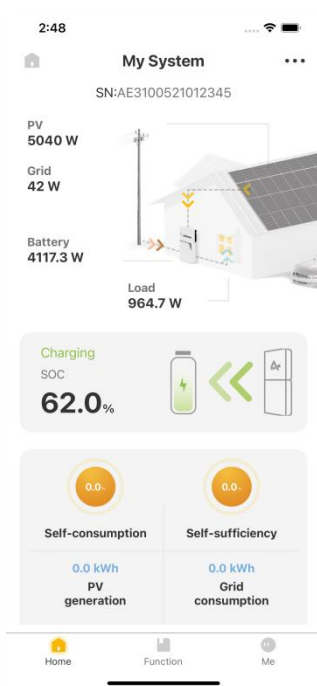 2:48
My System
SN:AE3100521012345
PV
5040 W
Grid
42 W
Battery
4117.3 W
Load
964.7 W
Charging
SOC
62.0%
0.0%
0.0%
Self-consumption
Self-sufficiency
0.0 kWh
PV
generation
0.0 kWh
Grid
consumption
Home
Function
Me